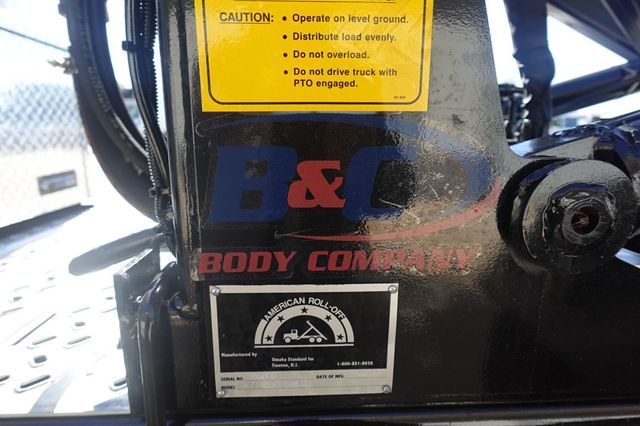 CAUTION: • Operate on level ground.
• Distribute load evenly.
• Do not overload.
• Do not drive truck with
PTO engaged.
B&C
BODY COMPANY
AMERICAN ROLL-OFF
Manufactured by Omaha Standard Inc 1-800-851-8938
Trenton, N.J.
SERIAL NO. DATE OF MFG.
MODEL